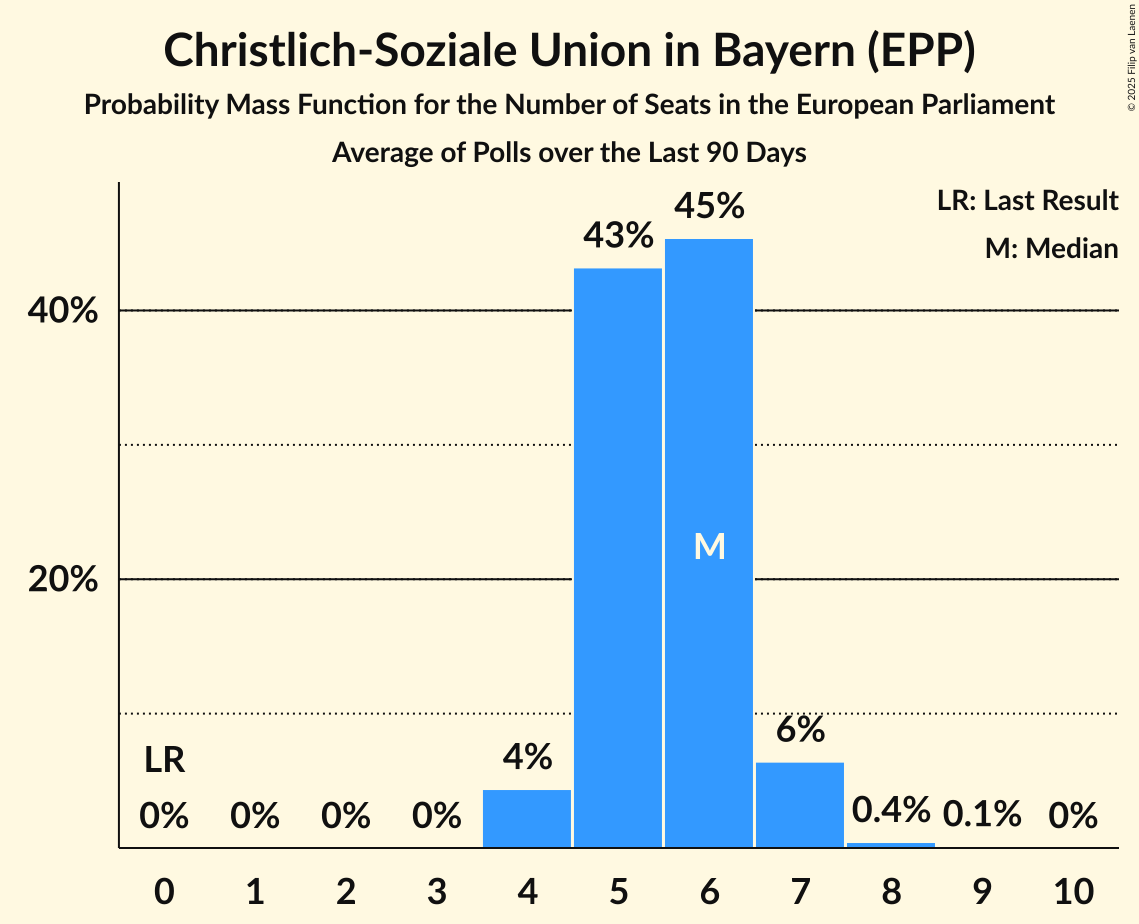 Christlich-Soziale Union in Bayern (EPP)
Probability Mass Function for the Number of Seats in the European Parliament
Average of Polls over the Last 90 Days
© 2025 Filip van Laenen
LR: Last Result
M: Median
45%
43%
40%
M
20%
6%
4%
LR
0% 0% 0% 0% 0.4% 0.1% 0%
0 1 2 3 4 5 6 7 8 9 10